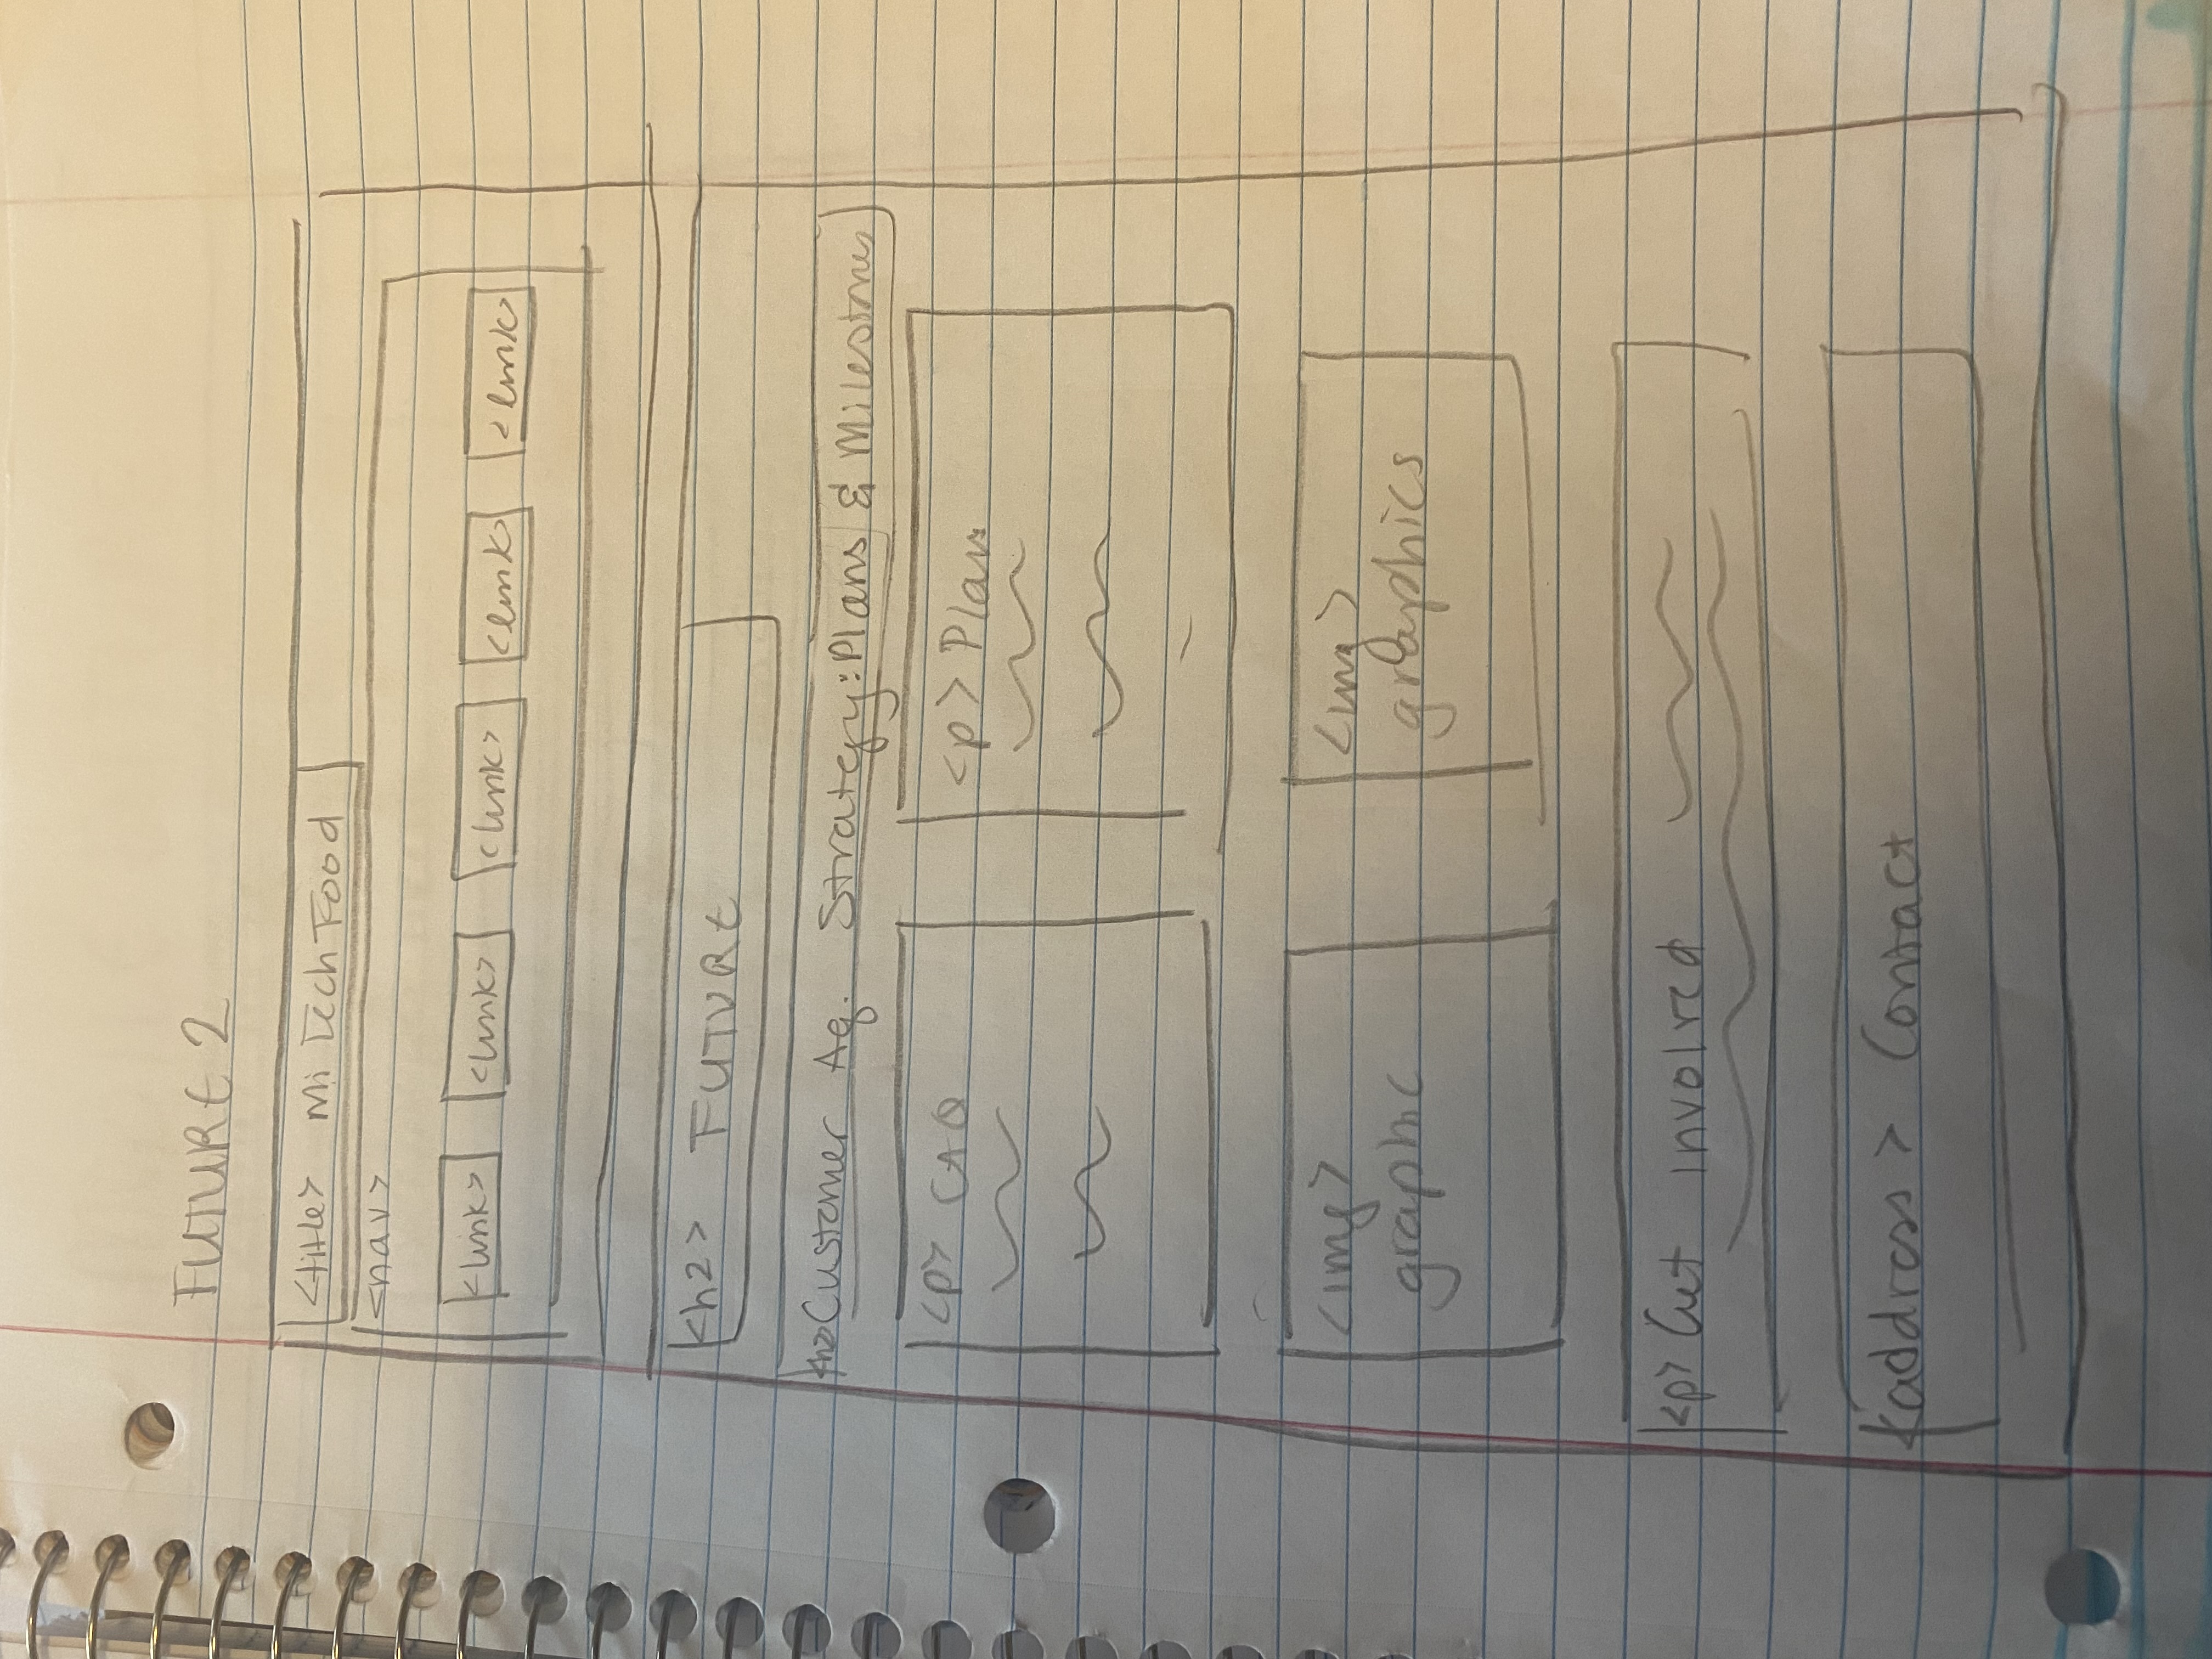 FUTURE 2
<title> Mi Tech Food
<nav>
<link> <link> <link> <link> <link>
<h2> FUTURE
<h2> Customer Aq. Strategy: Plans & Milestones
<p> CAQ
<p> Plans
<img>
graphic
<img>
graphics
<p> Get involved
<address> Contact